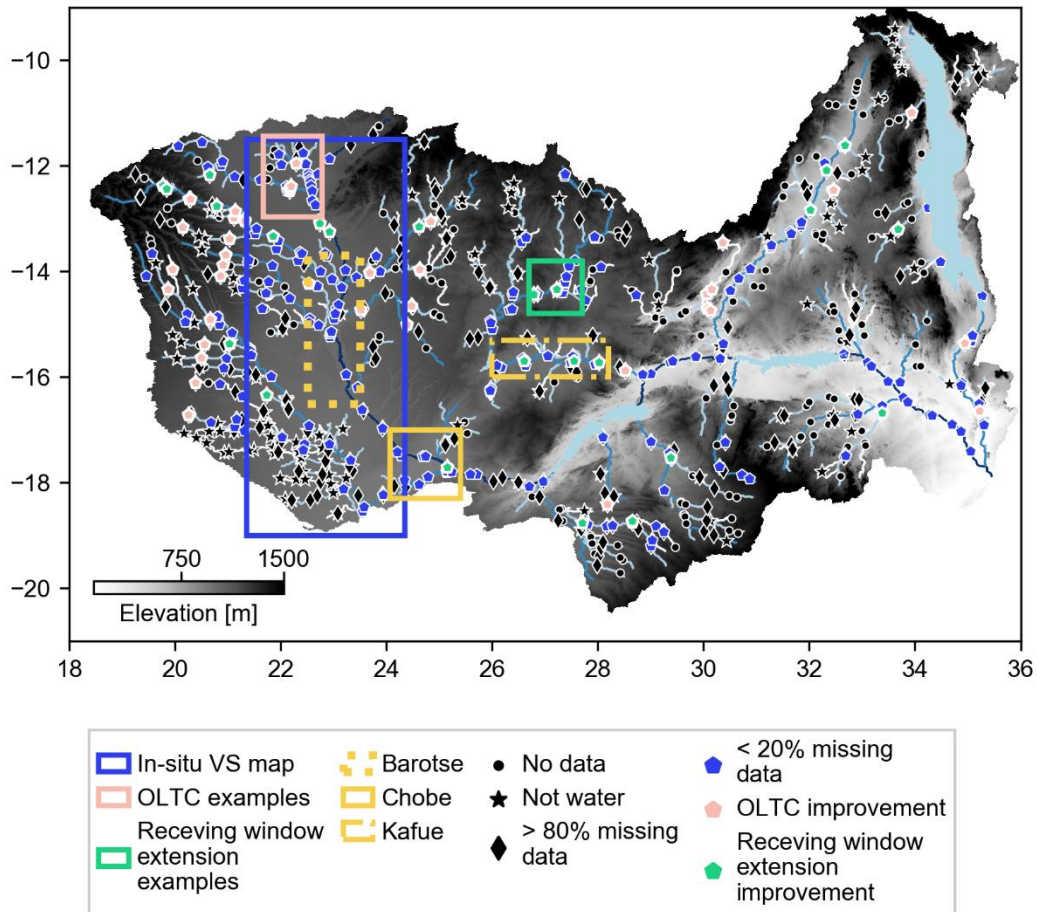 −10
−12
−14
−16
−18
−20
750 1500
Elevation [m]
18 20 22 24 26 28 30 32 34 36
In-situ VS map
OLTC examples
Receving window
extension
examples
Barotse
Chobe
Kafue
No data
Not water
> 80% missing
data
< 20% missing
data
OLTC improvement
Receving window
extension
improvement